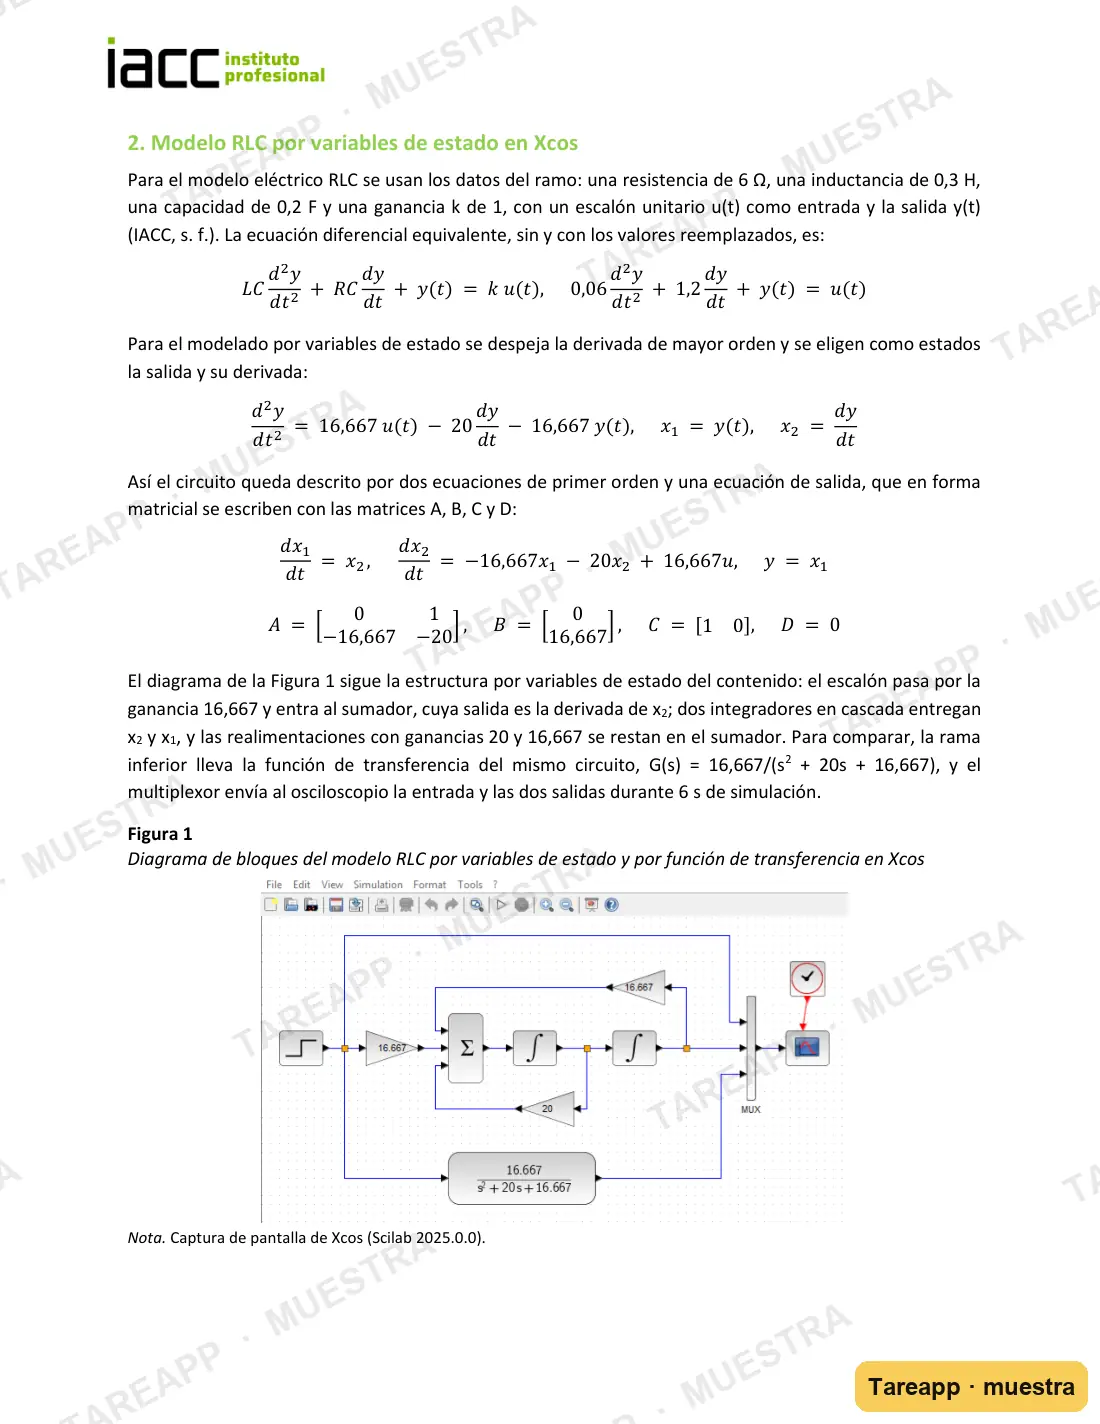 iacc instituto profesional
2. Modelo RLC por variables de estado en Xcos
Para el modelo eléctrico RLC se usan los datos del ramo: una resistencia de 6 Ω, una inductancia de 0,3 H,
una capacidad de 0,2 F y una ganancia k de 1, con un escalón unitario u(t) como entrada y la salida y(t)
(IACC, s. f.). La ecuación diferencial equivalente, sin y con los valores reemplazados, es:
LC d²y/dt² + RC dy/dt + y(t) = k u(t), 0,06 d²y/dt² + 1,2 dy/dt + y(t) = u(t)
Para el modelado por variables de estado se despeja la derivada de mayor orden y se eligen como estados
la salida y su derivada:
d²y/dt² = 16,667 u(t) − 20 dy/dt − 16,667 y(t), x₁ = y(t), x₂ = dy/dt
Así el circuito queda descrito por dos ecuaciones de primer orden y una ecuación de salida, que en forma
matricial se escriben con las matrices A, B, C y D:
dx₁/dt = x₂, dx₂/dt = −16,667x₁ − 20x₂ + 16,667u, y = x₁
A = [0 1 −16,667 −20], B = [0 16,667], C = [1 0], D = 0
El diagrama de la Figura 1 sigue la estructura por variables de estado del contenido: el escalón pasa por la
ganancia 16,667 y entra al sumador, cuya salida es la derivada de x₂; dos integradores en cascada entregan
x₂ y x₁, y las realimentaciones con ganancias 20 y 16,667 se restan en el sumador. Para comparar, la rama
inferior lleva la función de transferencia del mismo circuito, G(s) = 16,667/(s² + 20s + 16,667), y el
multiplexor envía al osciloscopio la entrada y las dos salidas durante 6 s de simulación.
Figura 1
Diagrama de bloques del modelo RLC por variables de estado y por función de transferencia en Xcos
File Edit View Simulation Format Tools ?
16.667
16.667
Σ
∫
∫
20
MUX
16.667
s² + 20s + 16.667
Nota. Captura de pantalla de Xcos (Scilab 2025.0.0).
TAREAPP · MUESTRA
Tareapp · muestra